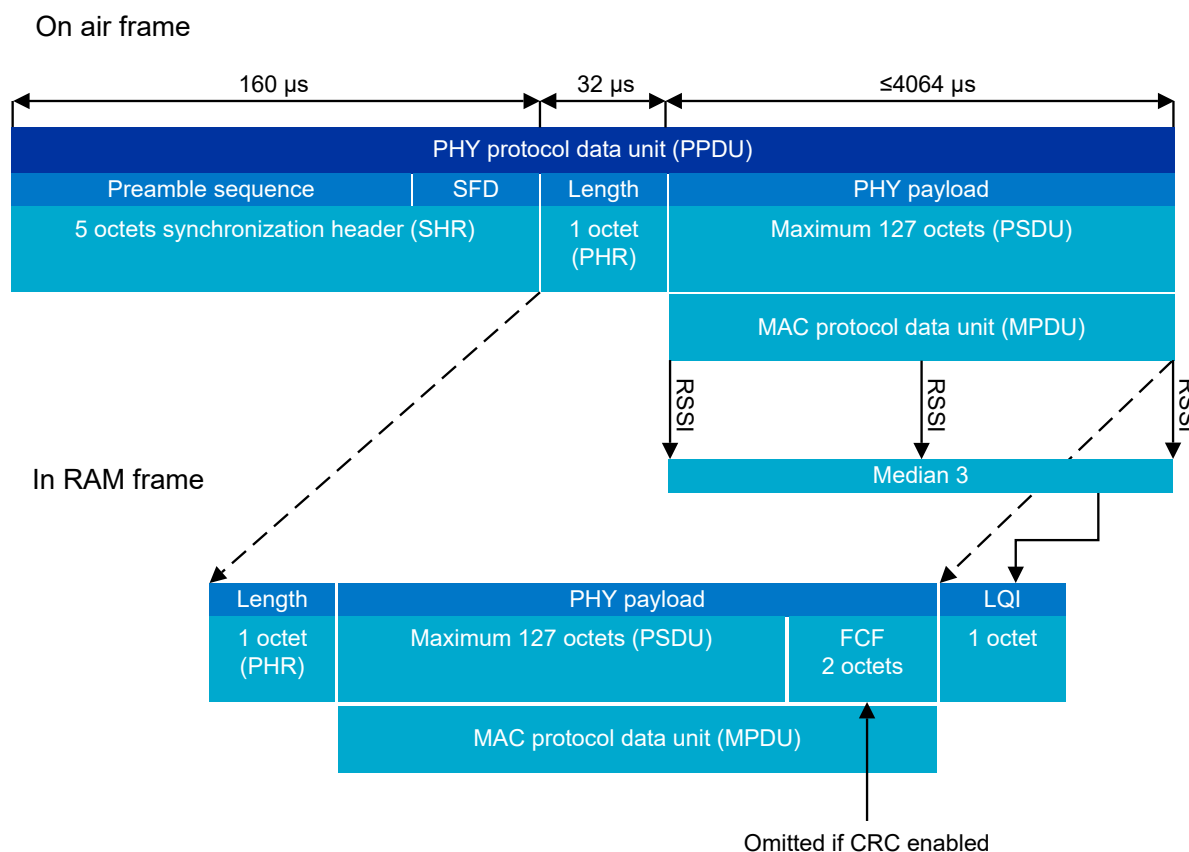 On air frame
160 µs
32 µs
≤4064 µs
PHY protocol data unit (PPDU)
Preamble sequence
SFD
Length
PHY payload
5 octets synchronization header (SHR)
1 octet
(PHR)
Maximum 127 octets (PSDU)
MAC protocol data unit (MPDU)
RSSI
RSSI
RSSI
In RAM frame
Median 3
Length
PHY payload
LQI
1 octet
(PHR)
Maximum 127 octets (PSDU)
FCF
2 octets
1 octet
MAC protocol data unit (MPDU)
Omitted if CRC enabled